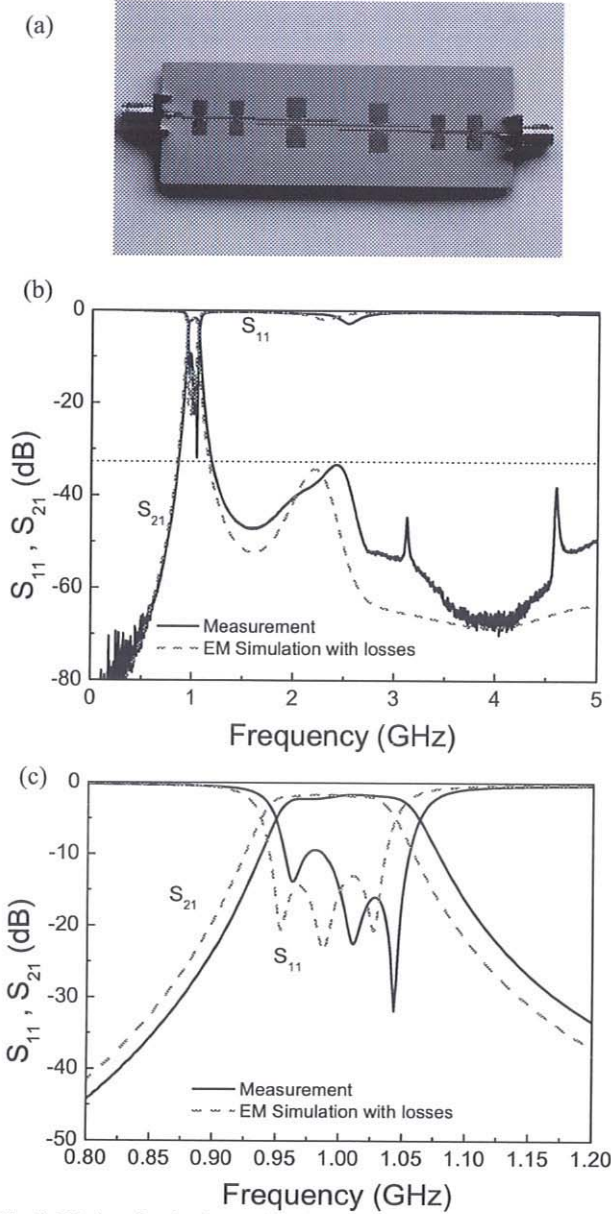 (a)
(b)
0
-20
-40
-60
-80
S11 , S21 (dB)
S11
S21
Measurement
EM Simulation with losses
0
1
2
3
4
5
Frequency (GHz)
(c)
0
-10
-20
-30
-40
-50
S11 , S21 (dB)
S21
S11
Measurement
EM Simulation with losses
0.80
0.85
0.90
0.95
1.00
1.05
1.10
1.15
1.20
Frequency (GHz)